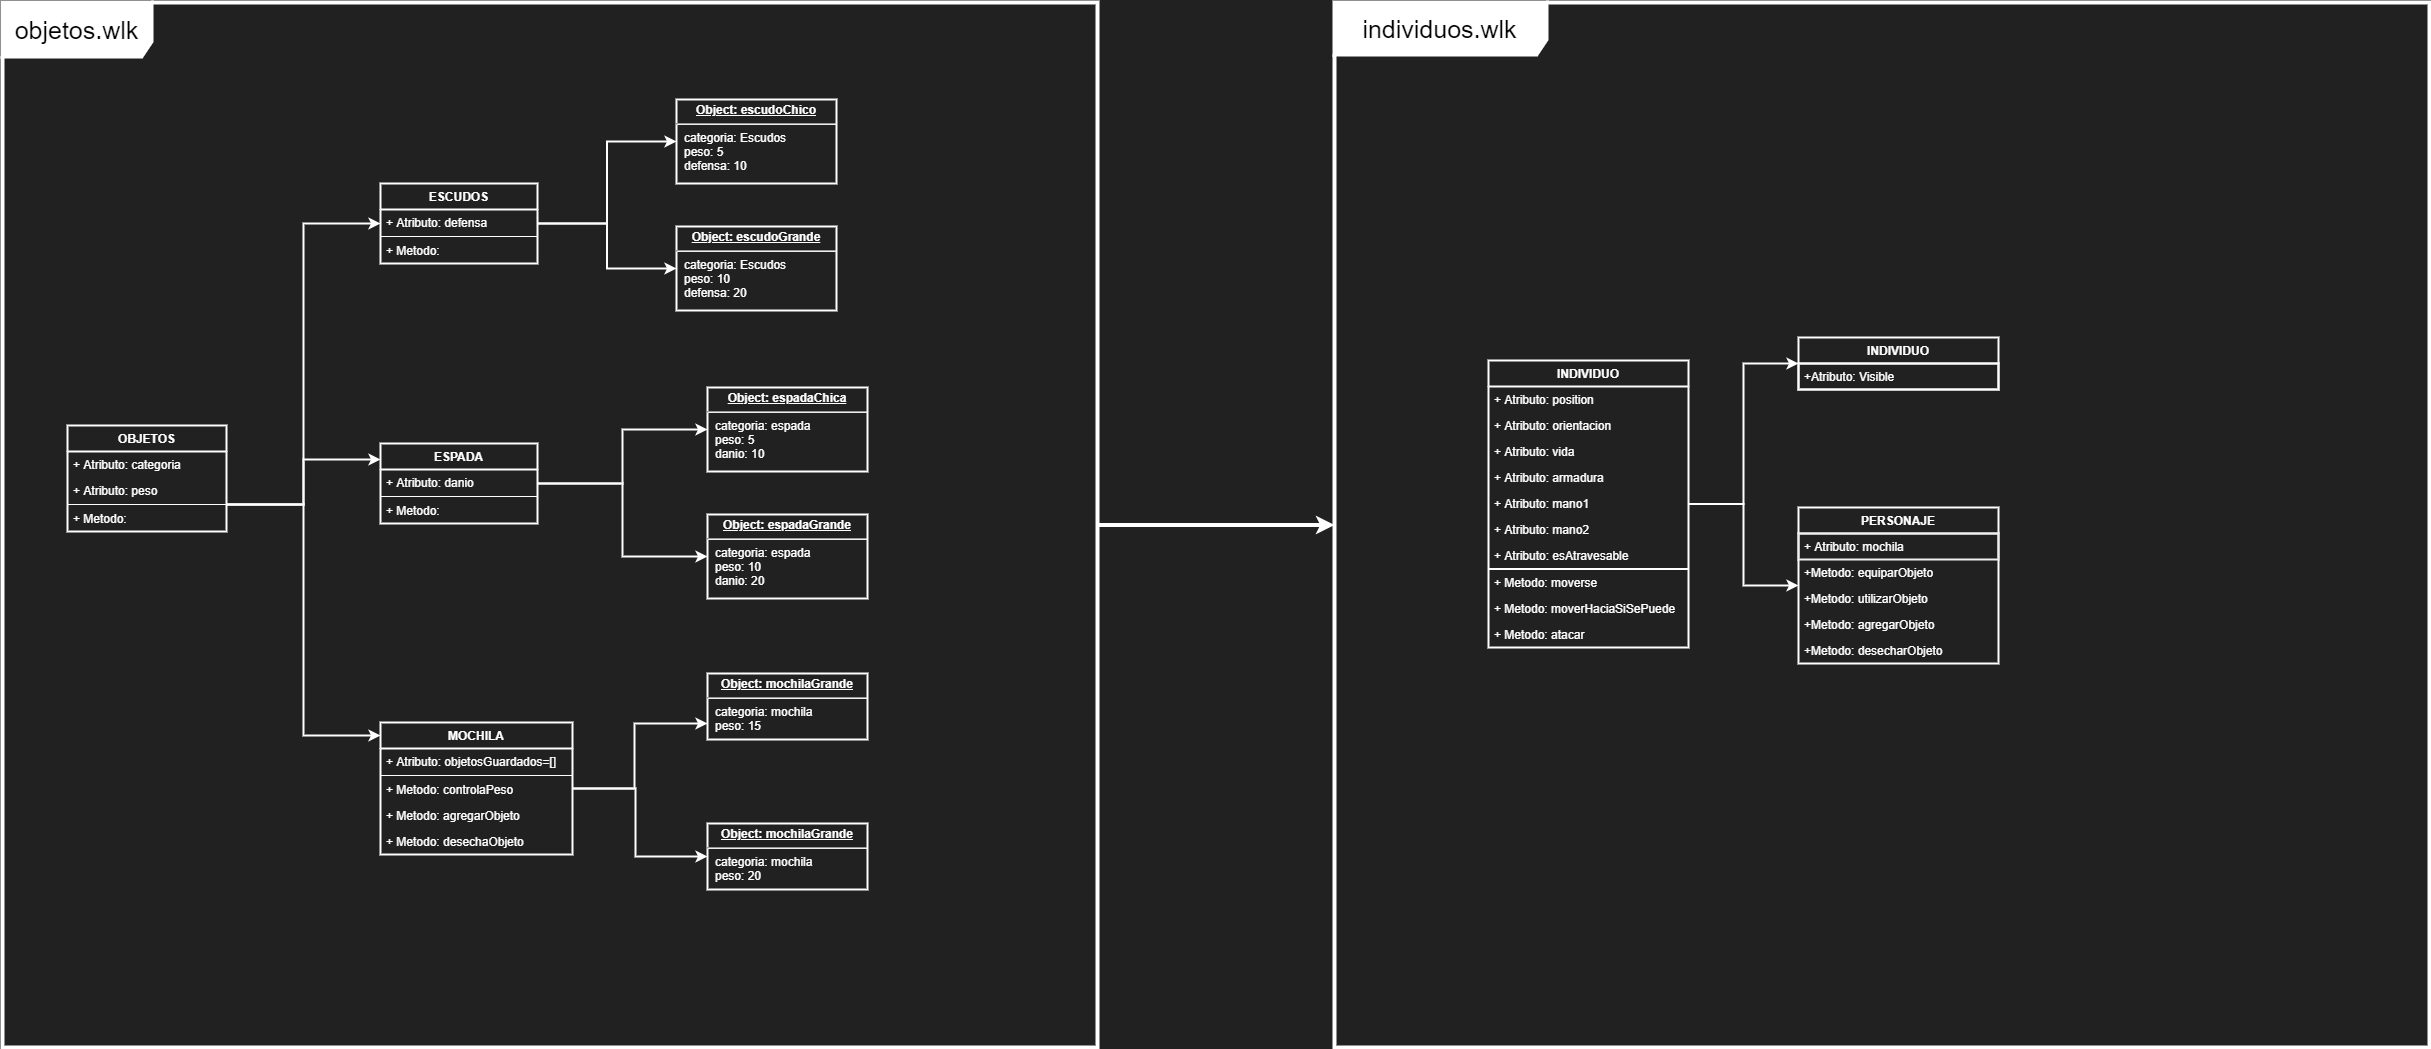 objetos.wlk
Object: escudoChico
categoria: Escudos
peso: 5
defensa: 10
ESCUDOS
+ Atributo: defensa
+ Metodo:
Object: escudoGrande
categoria: Escudos
peso: 10
defensa: 20
OBJETOS
+ Atributo: categoria
+ Atributo: peso
+ Metodo:
ESPADA
+ Atributo: danio
+ Metodo:
Object: espadaChica
categoria: espada
peso: 5
danio: 10
Object: espadaGrande
categoria: espada
peso: 10
danio: 20
MOCHILA
+ Atributo: objetosGuardados=[]
+ Metodo: controlaPeso
+ Metodo: agregarObjeto
+ Metodo: desechaObjeto
Object: mochilaGrande
categoria: mochila
peso: 15
Object: mochilaGrande
categoria: mochila
peso: 20
individuos.wlk
INDIVIDUO
+ Atributo: position
+ Atributo: orientacion
+ Atributo: vida
+ Atributo: armadura
+ Atributo: mano1
+ Atributo: mano2
+ Atributo: esAtravesable
+ Metodo: moverse
+ Metodo: moverHaciaSiSePuede
+ Metodo: atacar
INDIVIDUO
+Atributo: Visible
PERSONAJE
+ Atributo: mochila
+Metodo: equiparObjeto
+Metodo: utilizarObjeto
+Metodo: agregarObjeto
+Metodo: desecharObjeto